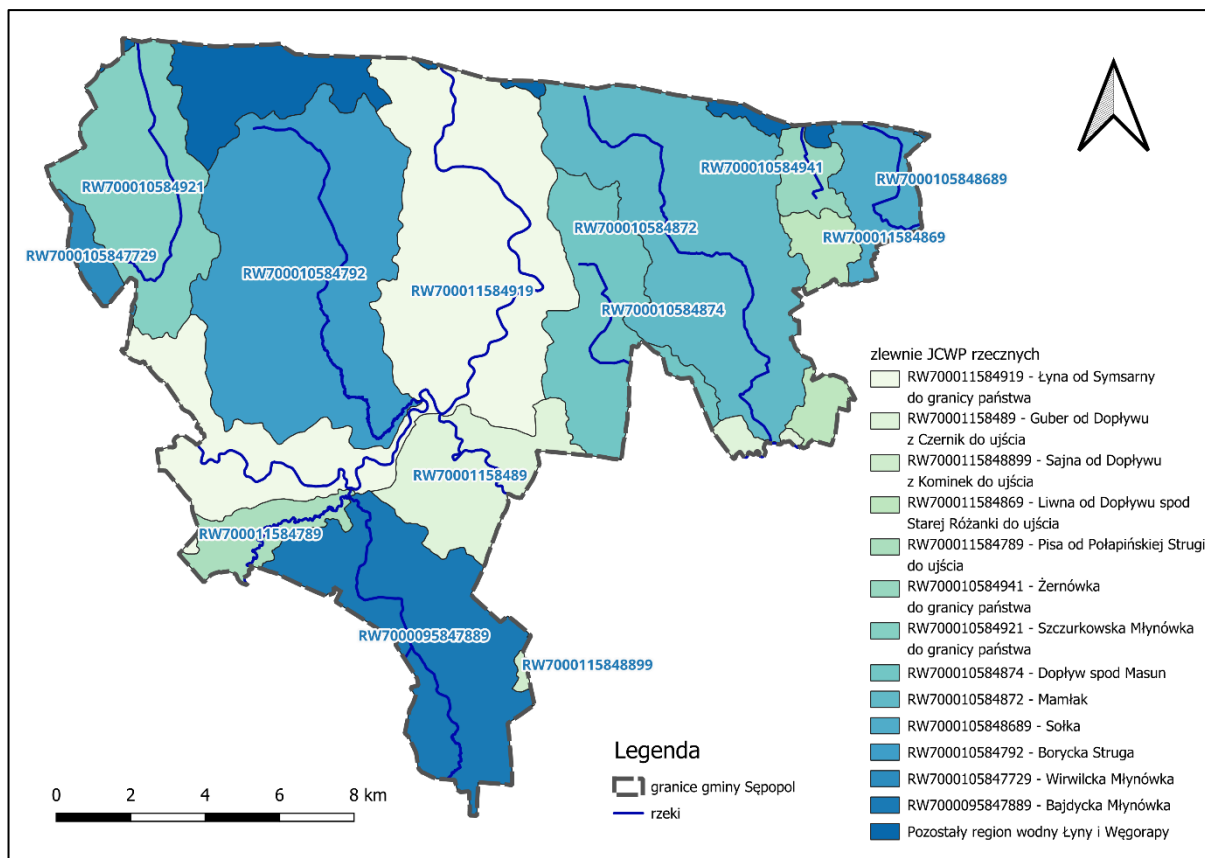 RW700010584941
RW7000105848689
RW700010584921
RW700010584872
RW700011584869
RW7000105847729
RW700010584792
RW700011584919
RW700010584874
RW70001158489
RW700011584789
RW7000095847889
RW7000115848899
zlewnie JCWP rzecznych
RW700011584919 - Łyna od Symsarny
do granicy państwa
RW70001158489 - Guber od Dopływu
z Czernik do ujścia
RW7000115848899 - Sajna od Dopływu
z Kominek do ujścia
RW700011584869 - Liwna od Dopływu spod
Starej Różanki do ujścia
RW700011584789 - Pisa od Połapińskiej Strugi
do ujścia
RW700010584941 - Żernówka
do granicy państwa
RW700010584921 - Szczurkowska Młynówka
do granicy państwa
RW700010584874 - Dopływ spod Masun
RW700010584872 - Mamłak
RW7000105848689 - Sołka
RW700010584792 - Borycka Struga
RW7000105847729 - Wirwilcka Młynówka
RW7000095847889 - Bajdycka Młynówka
Pozostały region wodny Łyny i Węgorapy
Legenda
granice gminy Sępopol
rzeki
0 2 4 6 8 km